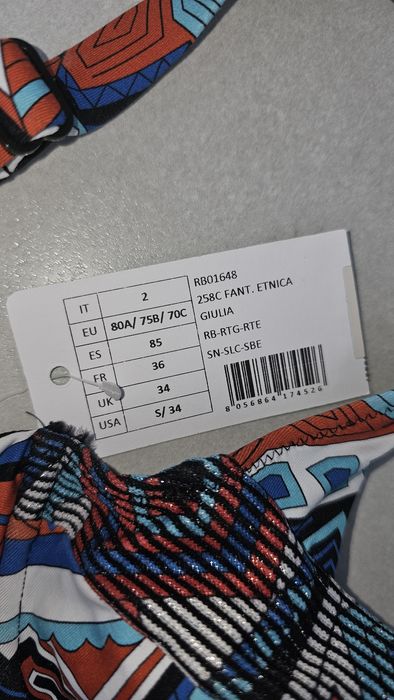 IT 2
EU 80A/ 75B/ 70C
ES 85
FR 36
UK 34
USA S/ 34
RB01648
258C FANT. ETNICA
GIULIA
RB-RTG-RTE
SN-SLC-SBE
8 056864 174526